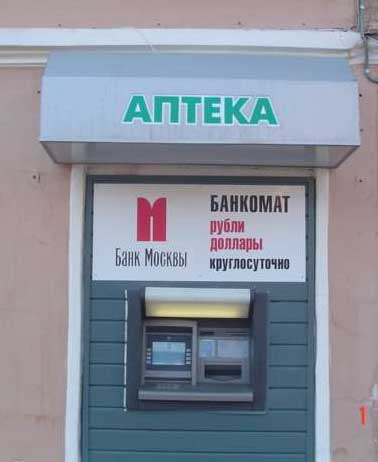 АПТЕКА
БАНКОМАТ
рубли
доллары
круглосуточно
Банк Москвы
1